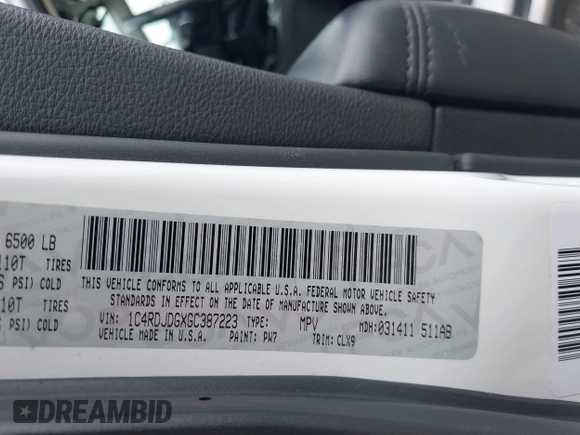 6500 LB
110T TIRES
PSI) COLD
10T TIRES
PSI) COLD
THIS VEHICLE CONFORMS TO ALL APPLICABLE U.S.A. FEDERAL MOTOR VEHICLE SAFETY
STANDARDS IN EFFECT ON THE DATE OF MANUFACTURE SHOWN ABOVE.
VIN: 1C4RDJDGXGC387223 TYPE: MPV MDH: 031411 511AB
VEHICLE MADE IN U.S.A. PAINT: PW7 TRIM: CLX9
DREAMBID